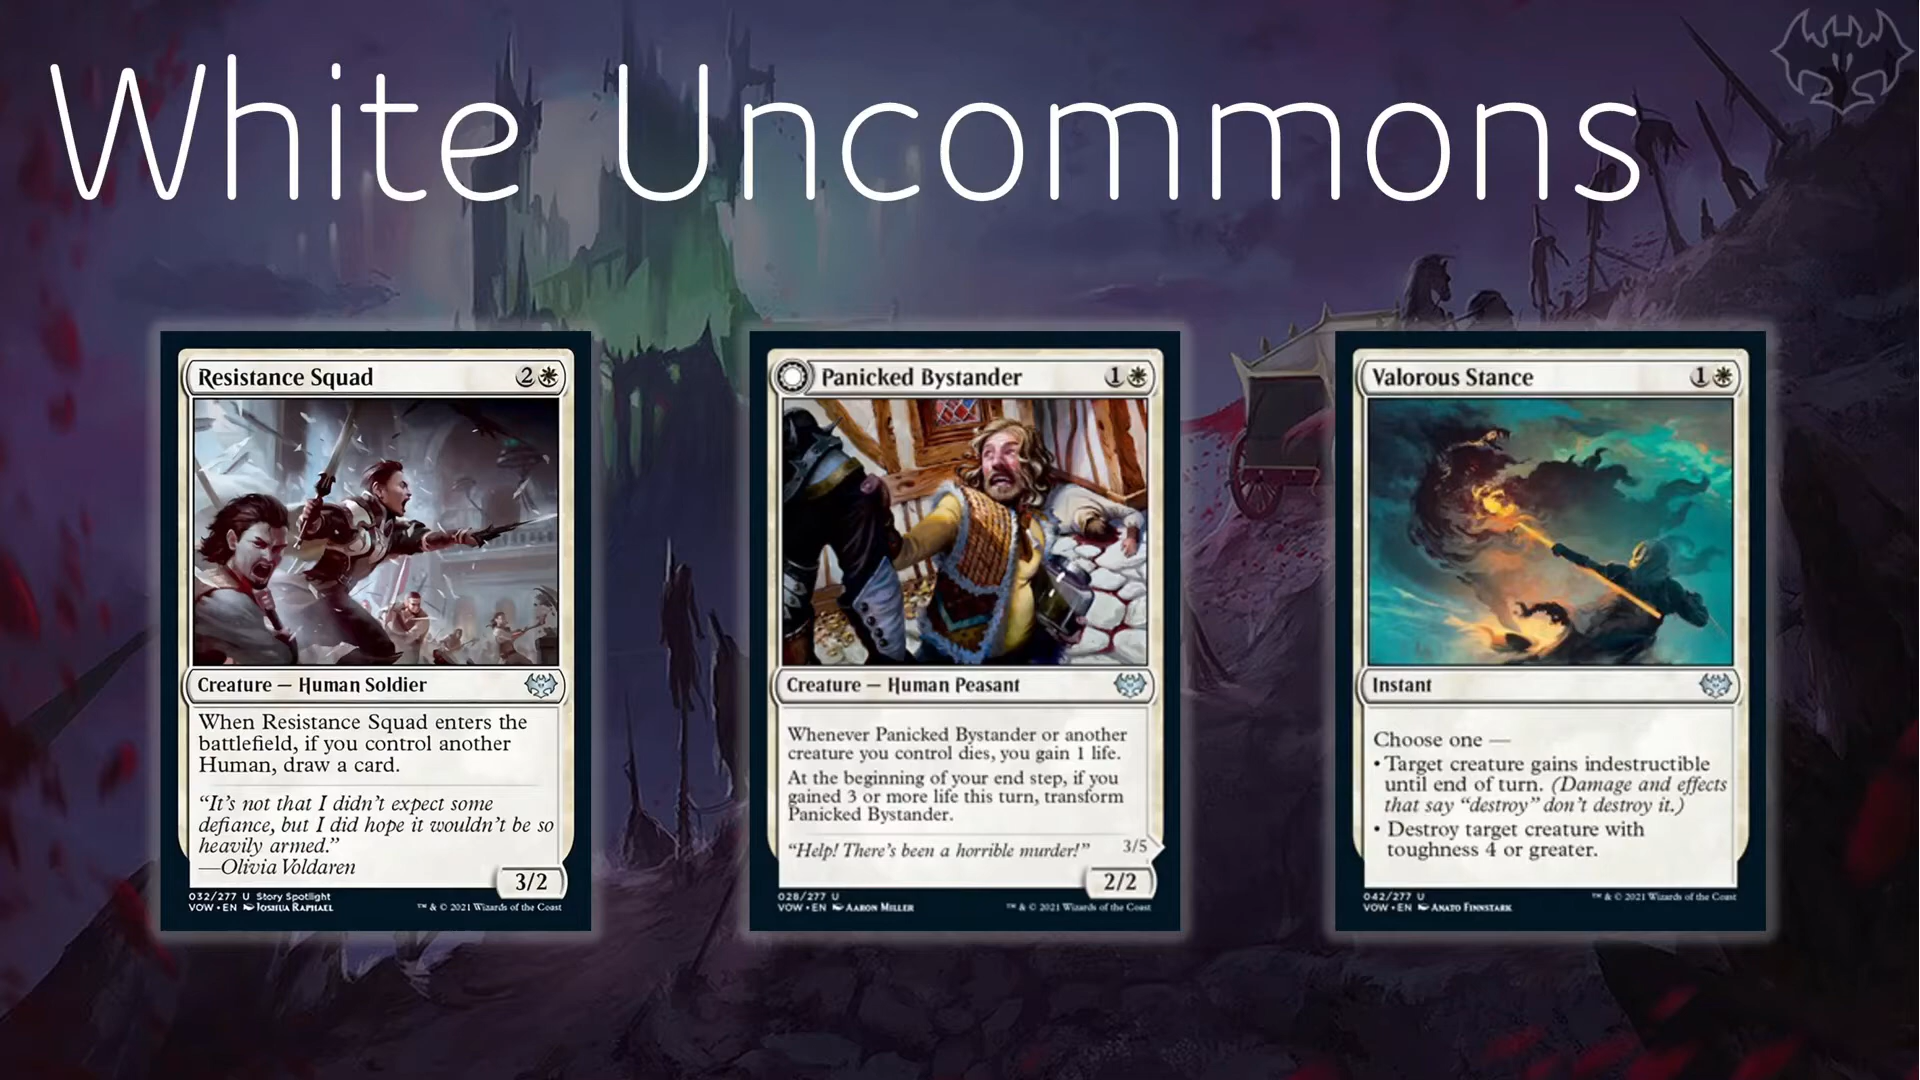 White Uncommons
Resistance Squad 2
Creature — Human Soldier
When Resistance Squad enters the
battlefield, if you control another
Human, draw a card.
“It’s not that I didn’t expect some
defiance, but I did hope it wouldn’t be so
heavily armed.”
—Olivia Voldaren
3/2
032/277 U Story Spotlight
VOW • EN Joshua Raphael
™ & © 2021 Wizards of the Coast
Panicked Bystander 1
Creature — Human Peasant
Whenever Panicked Bystander or another
creature you control dies, you gain 1 life.
At the beginning of your end step, if you
gained 3 or more life this turn, transform
Panicked Bystander.
“Help! There’s been a horrible murder!”
3/5
2/2
028/277 U
VOW • EN Aaron Miller
™ & © 2021 Wizards of the Coast
Valorous Stance 1
Instant
Choose one —
• Target creature gains indestructible
until end of turn. (Damage and effects
that say “destroy” don’t destroy it.)
• Destroy target creature with
toughness 4 or greater.
042/277 U
VOW • EN Anato Finnstark
™ & © 2021 Wizards of the Coast